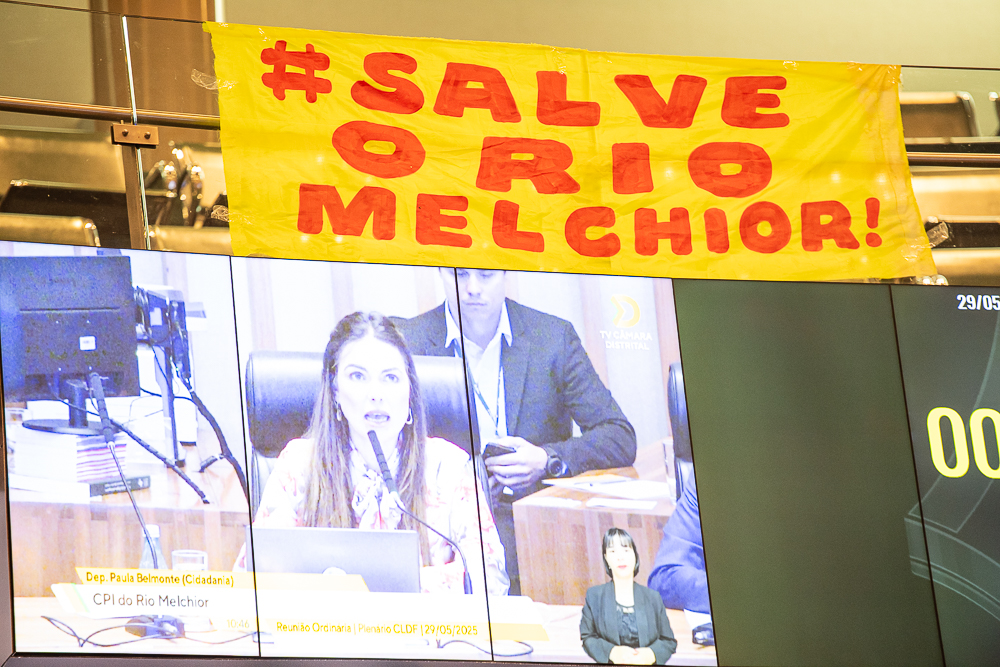 #SALVE
O RIO
MELCHIOR!
29/05
TV CÂMARA
DISTRITAL
00
Dep. Paula Belmonte (Cidadania)
CPI do Rio Melchior
10:46
Reunião Ordinária | Plenário CLDF | 29/05/2025